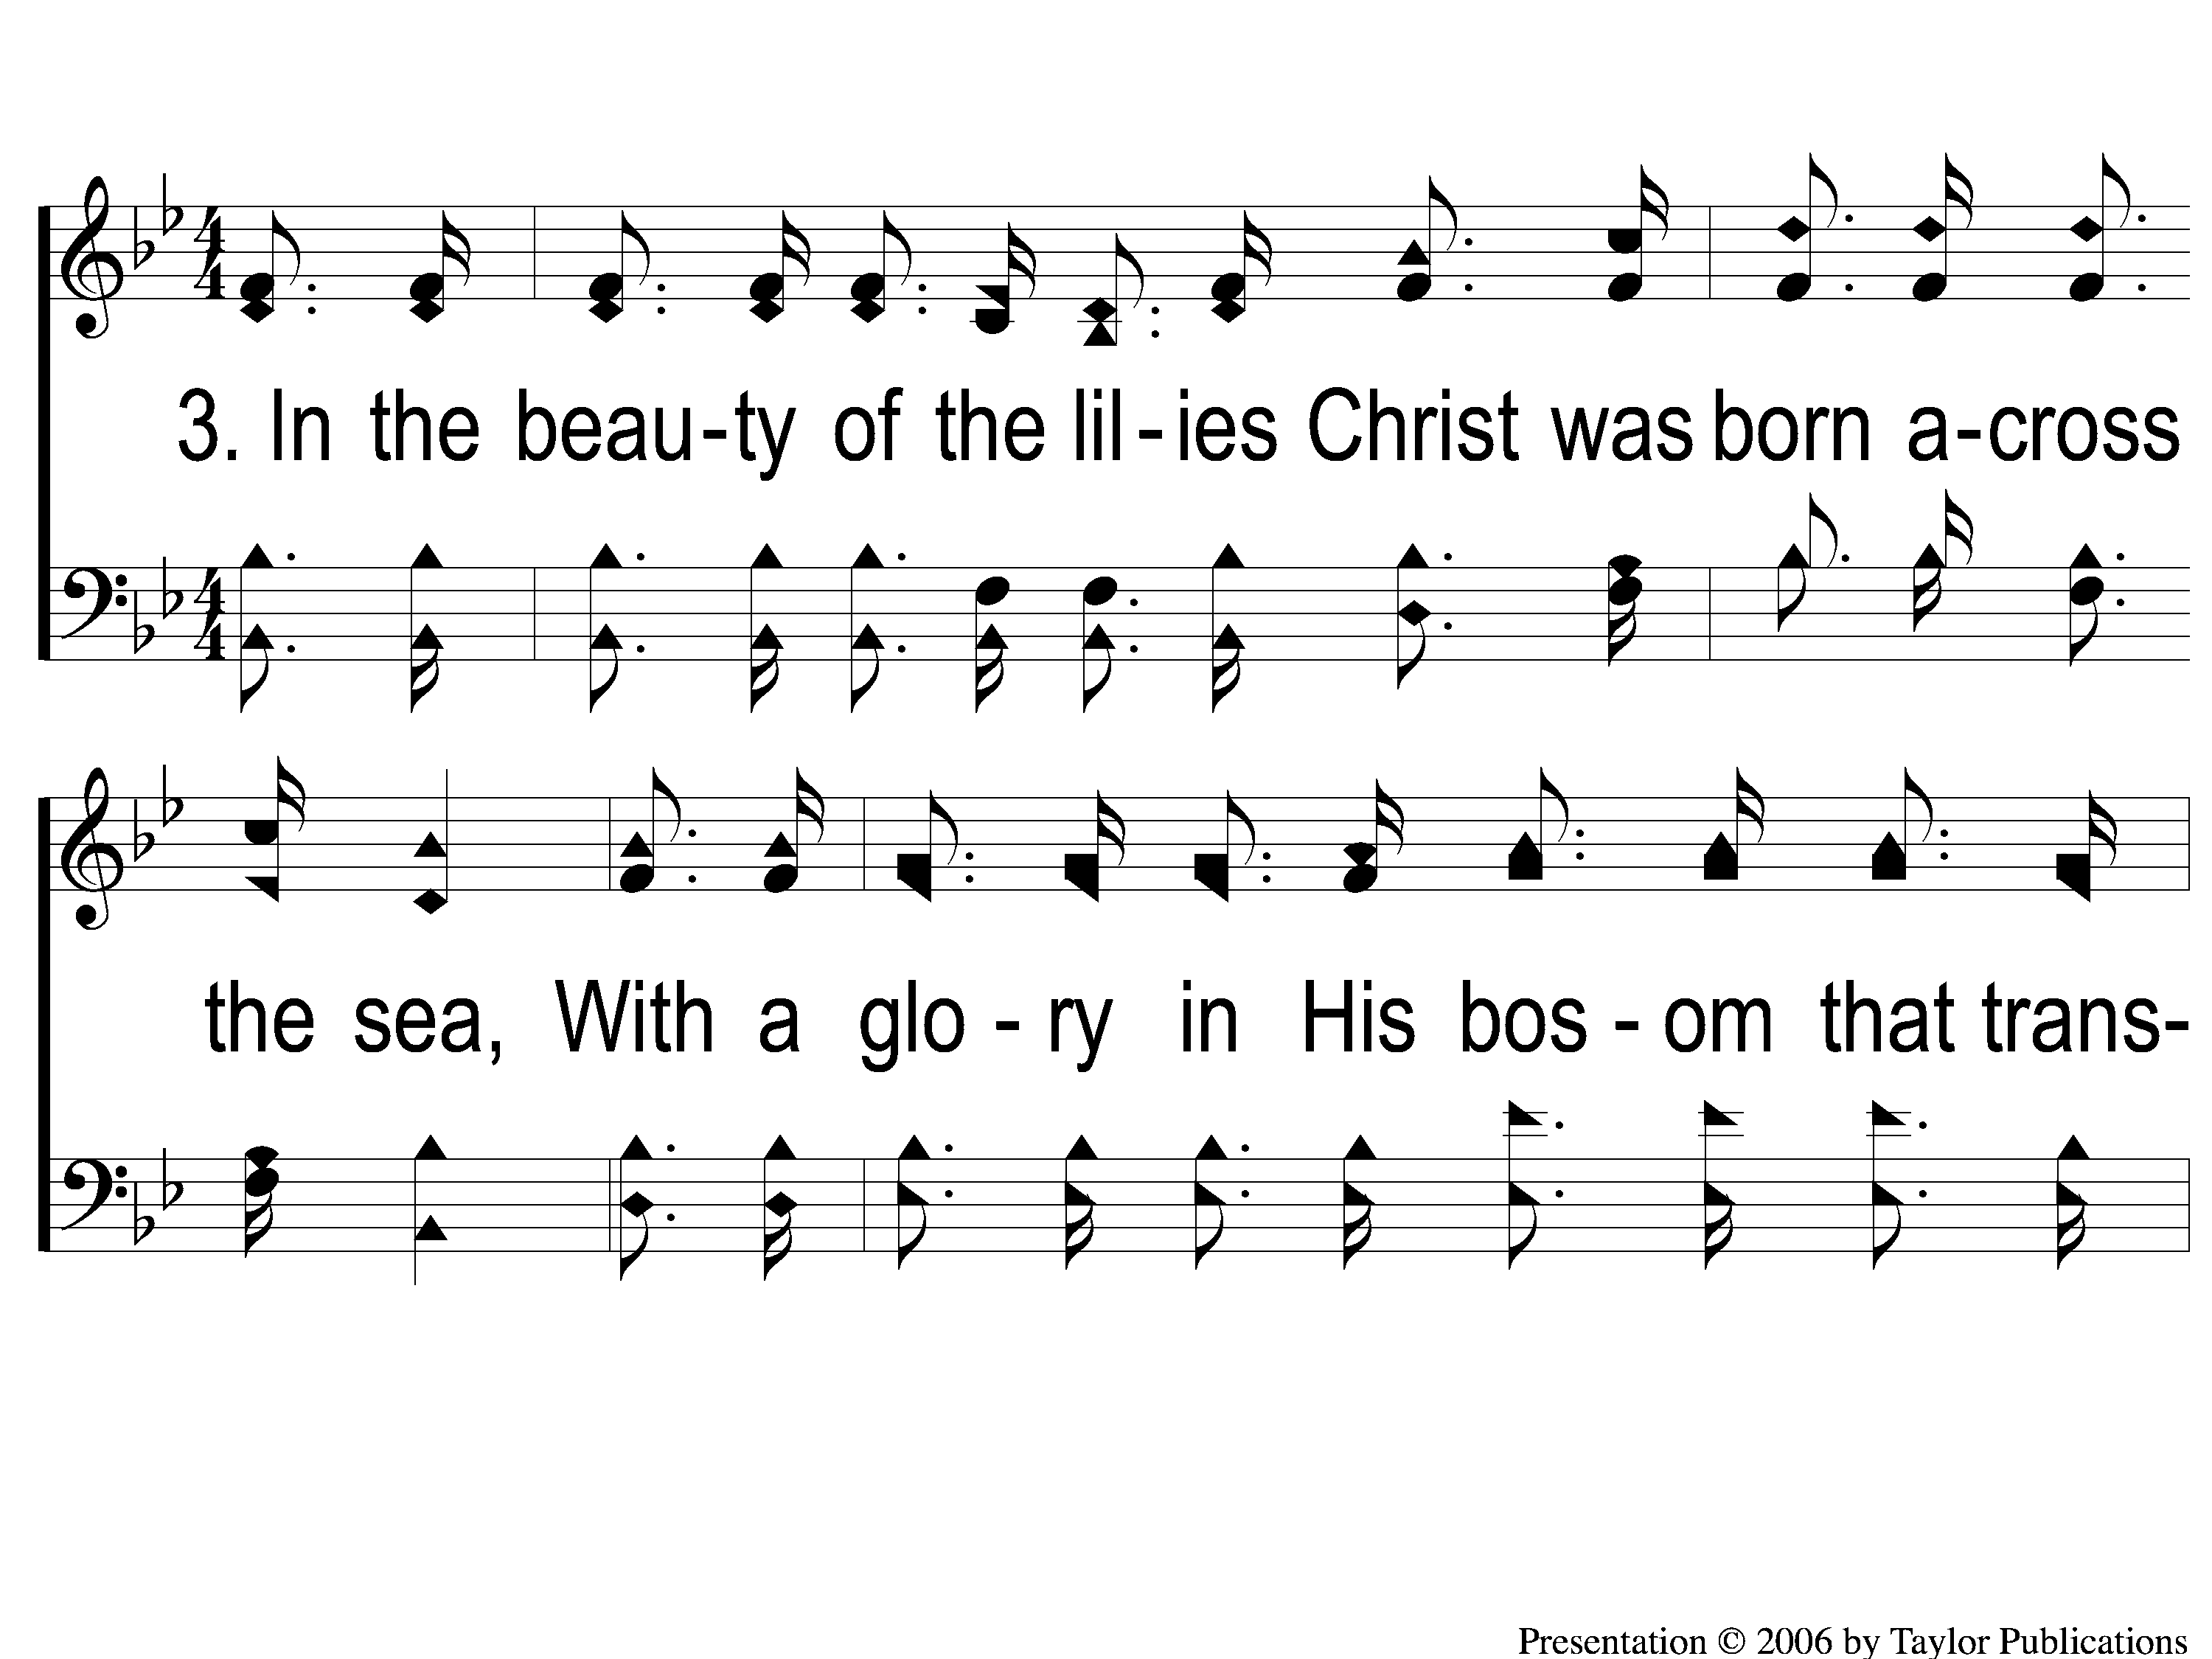 3. In the beau-ty of the lil-ies Christ was born a-cross
the sea, With a glo-ry in His bos-om that trans-
Presentation © 2006 by Taylor Publications